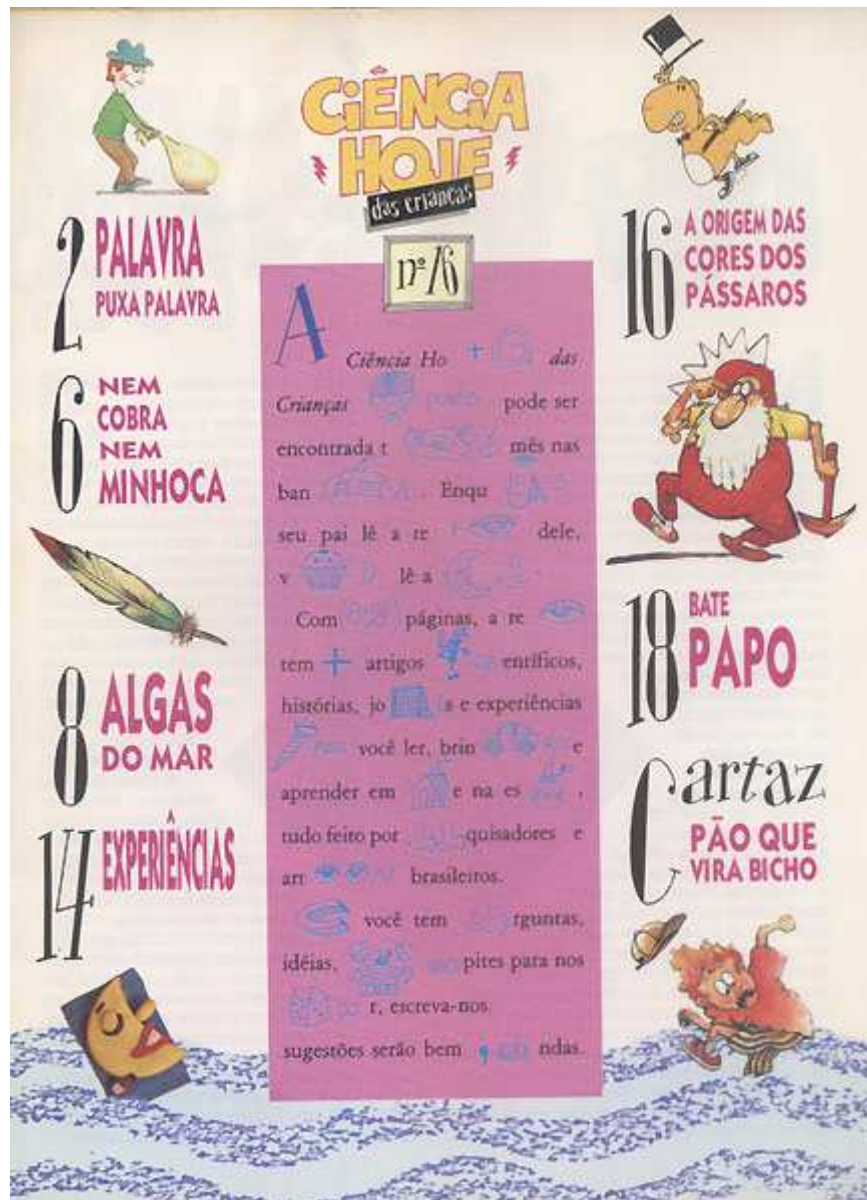 CIÊNCIA
HOJE
das crianças
nº 16
2 PALAVRA
PUXA PALAVRA
6 NEM
COBRA
NEM
MINHOCA
8 ALGAS
DO MAR
14 EXPERIÊNCIAS
A
Ciência Ho + das
Crianças pode ser
encontrada t mês nas
ban . Enqu
seu pai lê a re dele,
v lê a
Com páginas, a re
tem + artigos entíficos,
histórias, jo s e experiências
você ler, brin e
aprender em e na es ,
tudo feito por quisadores e
art brasileiros.
você tem rguntas,
idéias, pites para nos
r, escreva-nos.
sugestões serão bem ndas.
16 A ORIGEM DAS
CORES DOS
PÁSSAROS
18 BATE
PAPO
Cartaz
PÃO QUE
VIRA BICHO